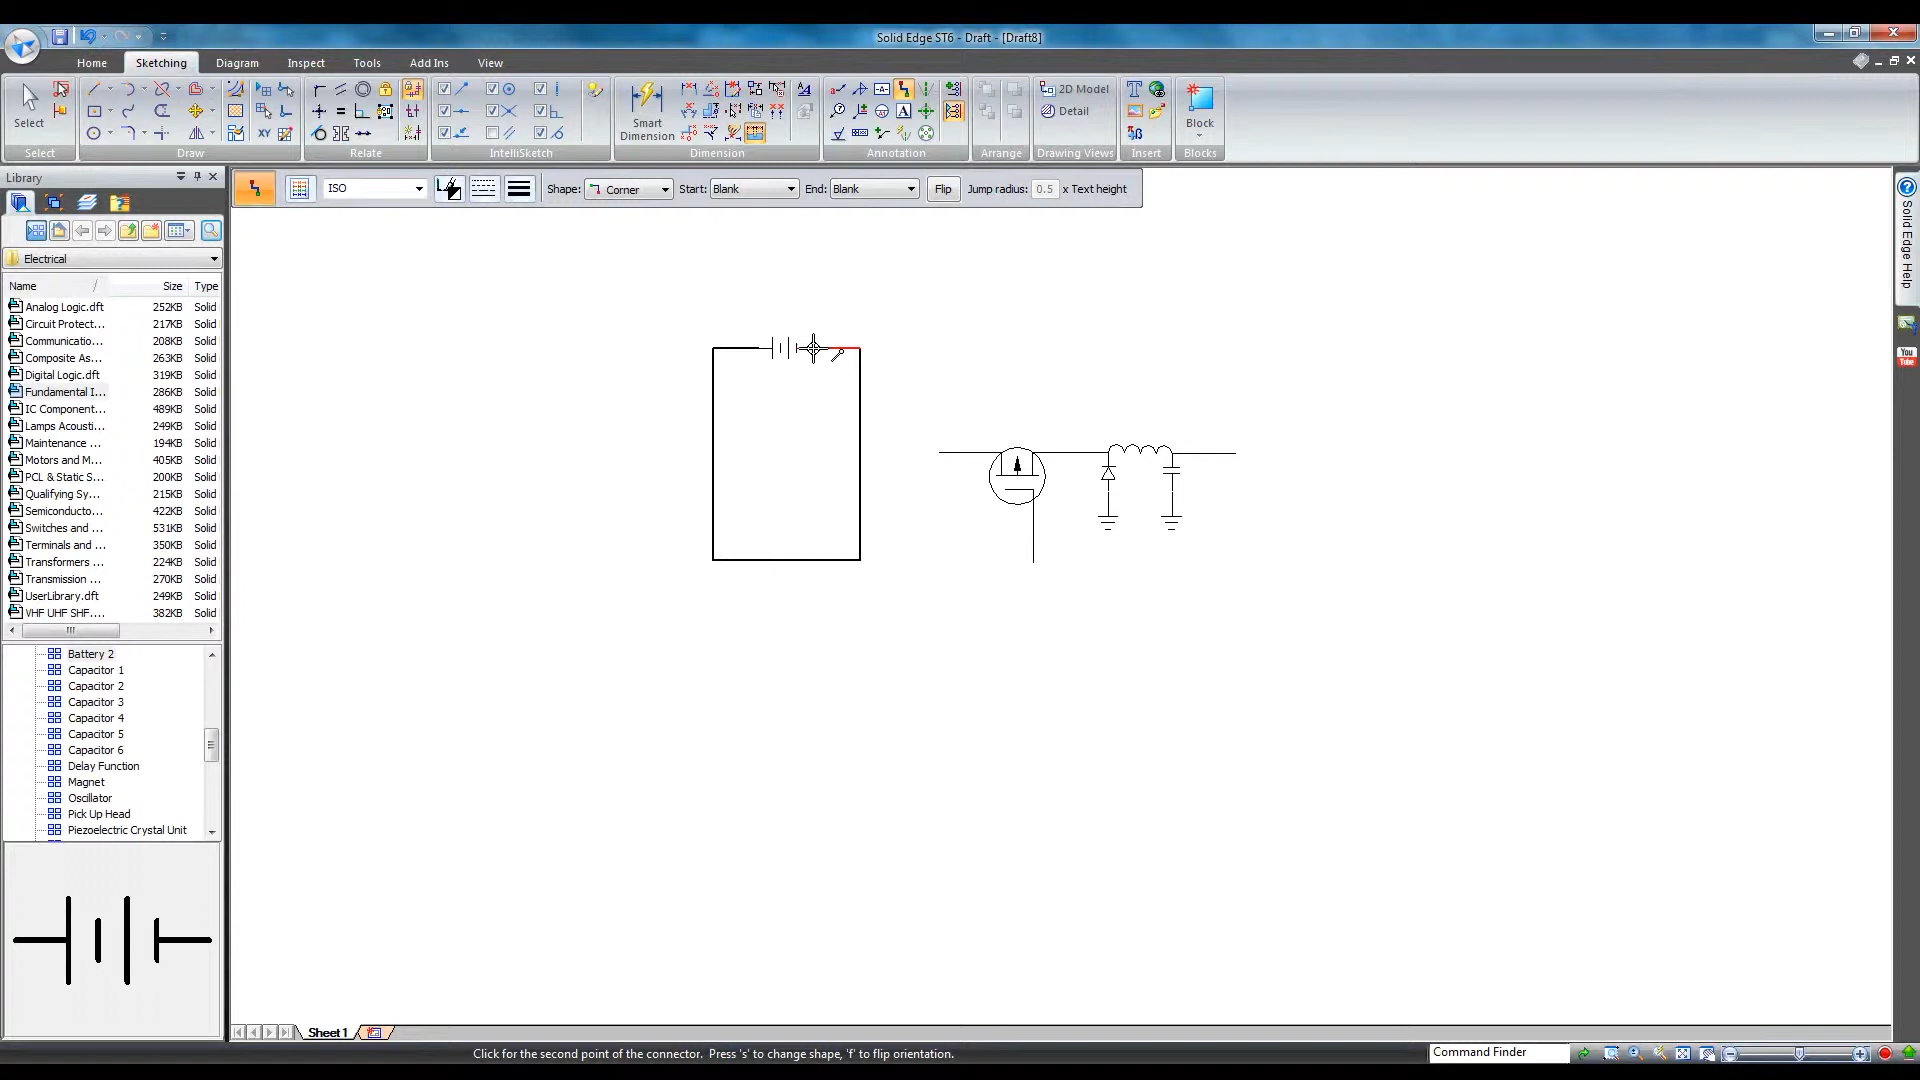 Solid Edge ST6 - Draft - [Draft8]
Home Sketching Diagram Inspect Tools Add Ins View
Select
Smart Dimension
2D Model
Detail
Block
Select Draw Relate IntelliSketch Dimension Annotation Arrange Drawing Views Insert Blocks
Library
ISO
Shape: Corner Start: Blank End: Blank Flip Jump radius: 0.5 x Text height
Electrical
Name Size Type
Analog Logic.dft 252KB Solid
Circuit Protect... 217KB Solid
Communicatio... 208KB Solid
Composite As... 263KB Solid
Digital Logic.dft 319KB Solid
Fundamental I... 286KB Solid
IC Component... 489KB Solid
Lamps Acousti... 249KB Solid
Maintenance ... 194KB Solid
Motors and M... 405KB Solid
PCL & Static S... 200KB Solid
Qualifying Sy... 215KB Solid
Semiconducto... 422KB Solid
Switches and ... 531KB Solid
Terminals and ... 350KB Solid
Transformers ... 224KB Solid
Transmission ... 270KB Solid
UserLibrary.dft 249KB Solid
VHF UHF SHF.... 382KB Solid
Battery 2
Capacitor 1
Capacitor 2
Capacitor 3
Capacitor 4
Capacitor 5
Capacitor 6
Delay Function
Magnet
Oscillator
Pick Up Head
Piezoelectric Crystal Unit
Solid Edge Help
You Tube
Sheet1
Click for the second point of the connector. Press 's' to change shape, 'f' to flip orientation.
Command Finder